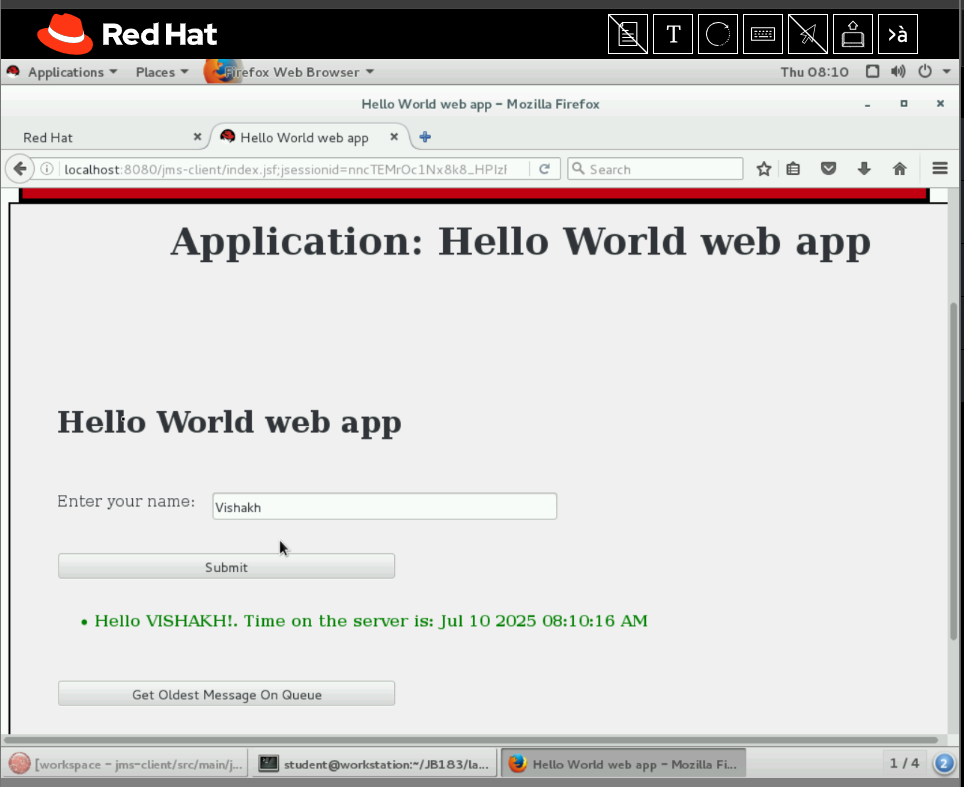 Red Hat
T
>à
Applications Places Firefox Web Browser Thu 08:10
Hello World web app - Mozilla Firefox
Red Hat Hello World web app
localhost:8080/jms-client/index.jsf;jsessionid=nncTEMrOc1Nx8k8_HPIzl Search
Application: Hello World web app
Hello World web app
Enter your name: Vishakh
Submit
• Hello VISHAKH!. Time on the server is: Jul 10 2025 08:10:16 AM
Get Oldest Message On Queue
[workspace - jms-client/src/main/j... student@workstation:~/JB183/la... Hello World web app - Mozilla Fi... 1 / 4 2